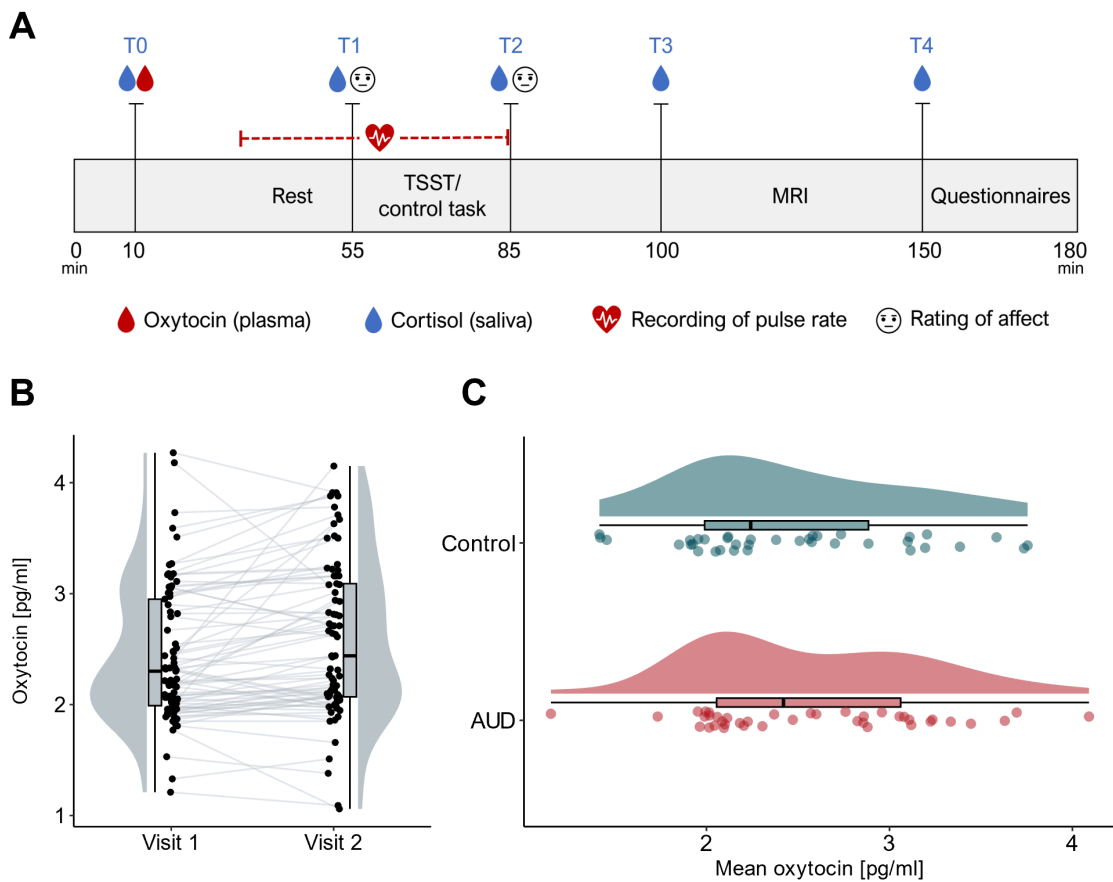 A
T0 T1 T2 T3 T4
Rest
TSST/
control task
MRI
Questionnaires
0 10 55 85 100 150 180
min min
Oxytocin (plasma) Cortisol (saliva) Recording of pulse rate Rating of affect
B
Oxytocin [pg/ml]
4
3
2
1
Visit 1 Visit 2
C
Control
AUD
2 3 4
Mean oxytocin [pg/ml]